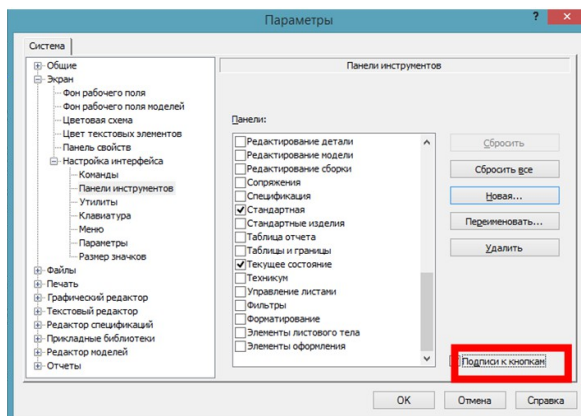 Параметры
?
×
Система
Общие
Экран
Фон рабочего поля
Фон рабочего поля моделей
Цветовая схема
Цвет текстовых элементов
Панель свойств
Настройка интерфейса
Команды
Панели инструментов
Утилиты
Клавиатура
Меню
Параметры
Размер значков
Файлы
Печать
Графический редактор
Текстовый редактор
Редактор спецификаций
Прикладные библиотеки
Редактор моделей
Отчеты
Панели инструментов
Панели:
Редактирование детали
Редактирование модели
Редактирование сборки
Сопряжения
Спецификация
Стандартная
Стандартные изделия
Таблица отчета
Таблицы и границы
Текущее состояние
Техникум
Управление листами
Фильтры
Форматирование
Элементы листового тела
Элементы оформления
Сбросить
Сбросить все
Новая...
Переименовать...
Удалить
Подписи к кнопкам
OK
Отмена
Справка